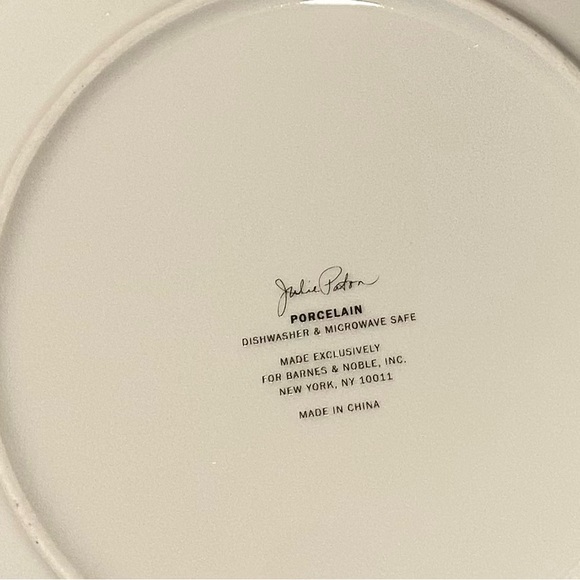 Julie Paton
PORCELAIN
DISHWASHER & MICROWAVE SAFE
MADE EXCLUSIVELY
FOR BARNES & NOBLE, INC.
NEW YORK, NY 10011
MADE IN CHINA